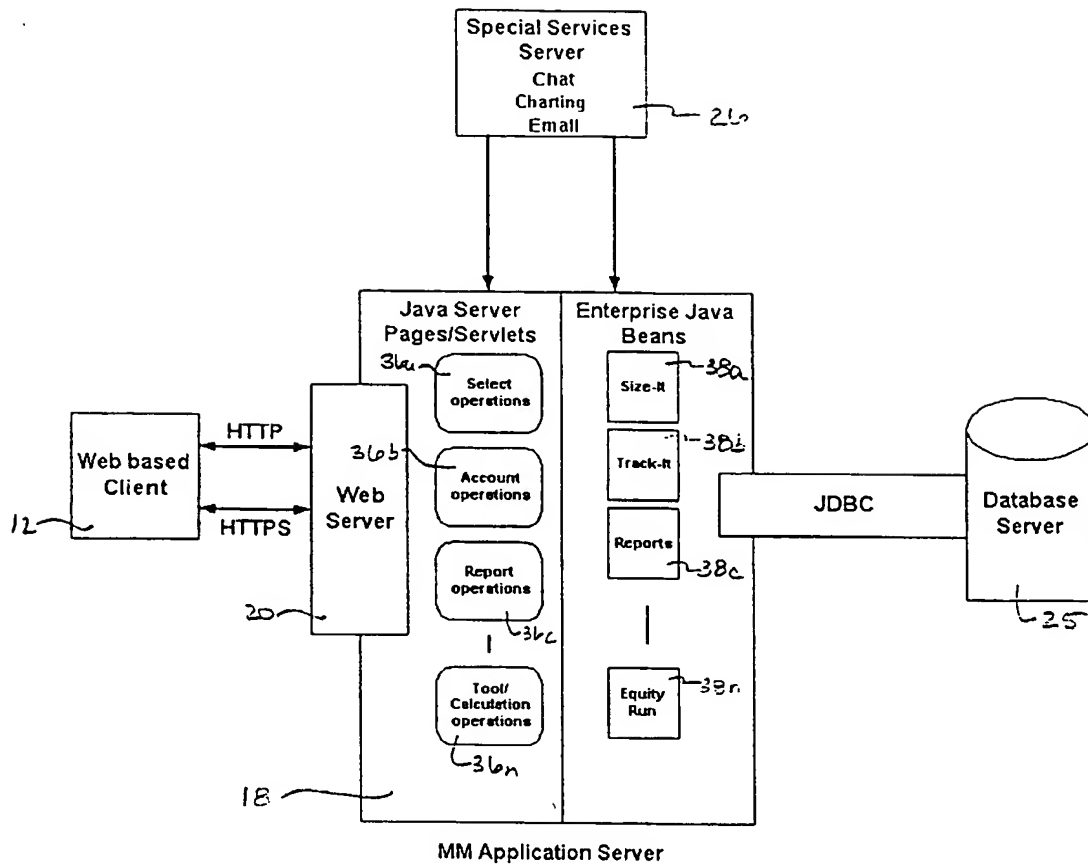 Special Services
Server
Chat
Charting
Email
26
Java Server
Pages/Servlets
Enterprise Java
Beans
36a
Select
operations
38a
Size-It
HTTP
Web based
Client
12
HTTPS
Web
Server
20
36b
Account
operations
38b
Track-It
JDBC
Database
Server
25
Report
operations
36c
Reports
38c
Tool/
Calculation
operations
36n
Equity
Run
38n
18
MM Application Server